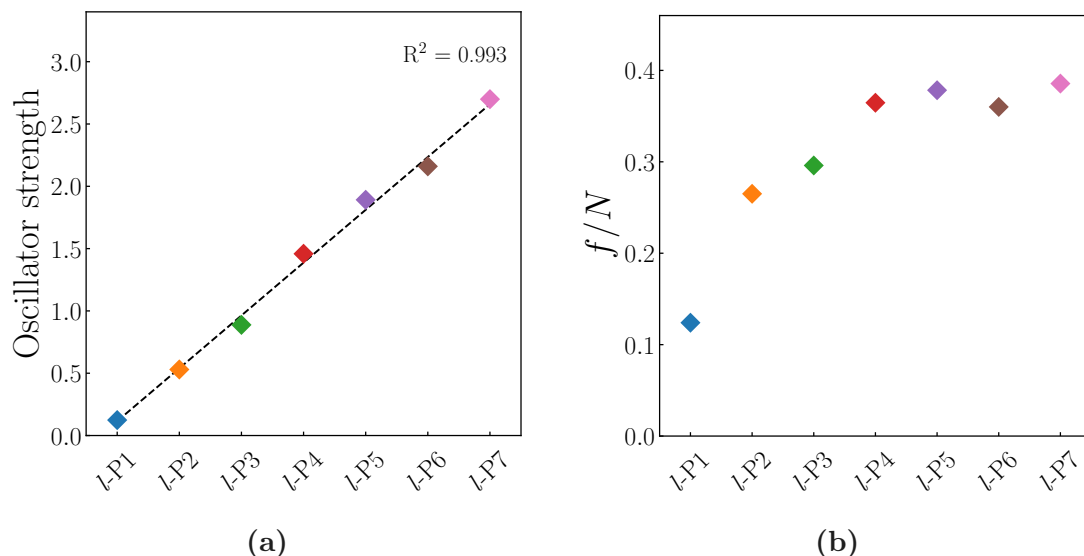 Oscillator strength
3.0
2.5
2.0
1.5
1.0
0.5
0.0
R² = 0.993
l-P1
l-P2
l-P3
l-P4
l-P5
l-P6
l-P7
(a)
f/N
0.4
0.3
0.2
0.1
0.0
l-P1
l-P2
l-P3
l-P4
l-P5
l-P6
l-P7
(b)